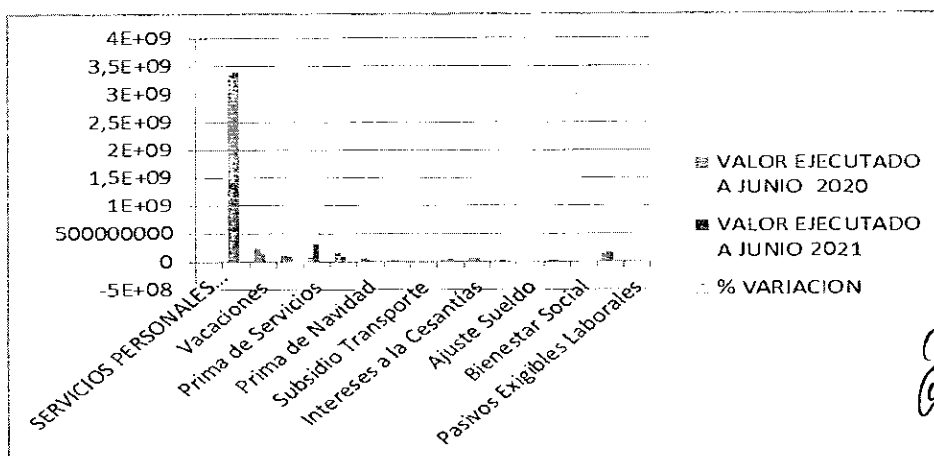 4E+09
3,5E+09
3E+09
2,5E+09
2E+09
1,5E+09
1E+09
500000000
0
-5E+08
SERVICIOS PERSONALES...
Vacaciones
Prima de Servicios
Prima de Navidad
Subsidio Transporte
Intereses a la Cesantías
Ajuste Sueldo
Bienestar Social
Pasivos Exigibles Laborales
VALOR EJECUTADO
A JUNIO 2020
VALOR EJECUTADO
A JUNIO 2021
% VARIACION